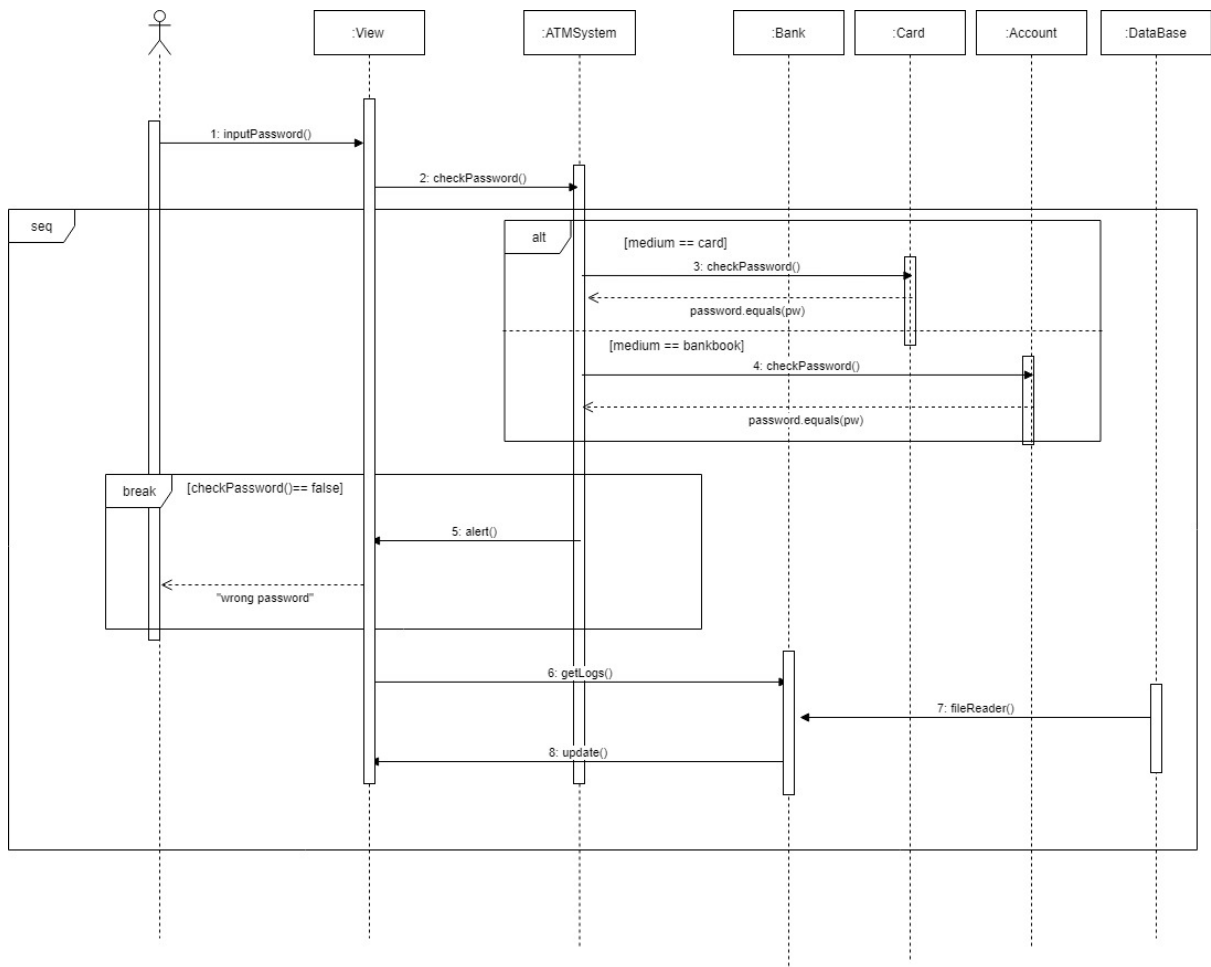 :View
:ATMSystem
:Bank
:Card
:Account
:DataBase
1: inputPassword()
2: checkPassword()
seq
alt
[medium == card]
3: checkPassword()
password.equals(pw)
[medium == bankbook]
4: checkPassword()
password.equals(pw)
break
[checkPassword()== false]
5: alert()
"wrong password"
6: getLogs()
7: fileReader()
8: update()